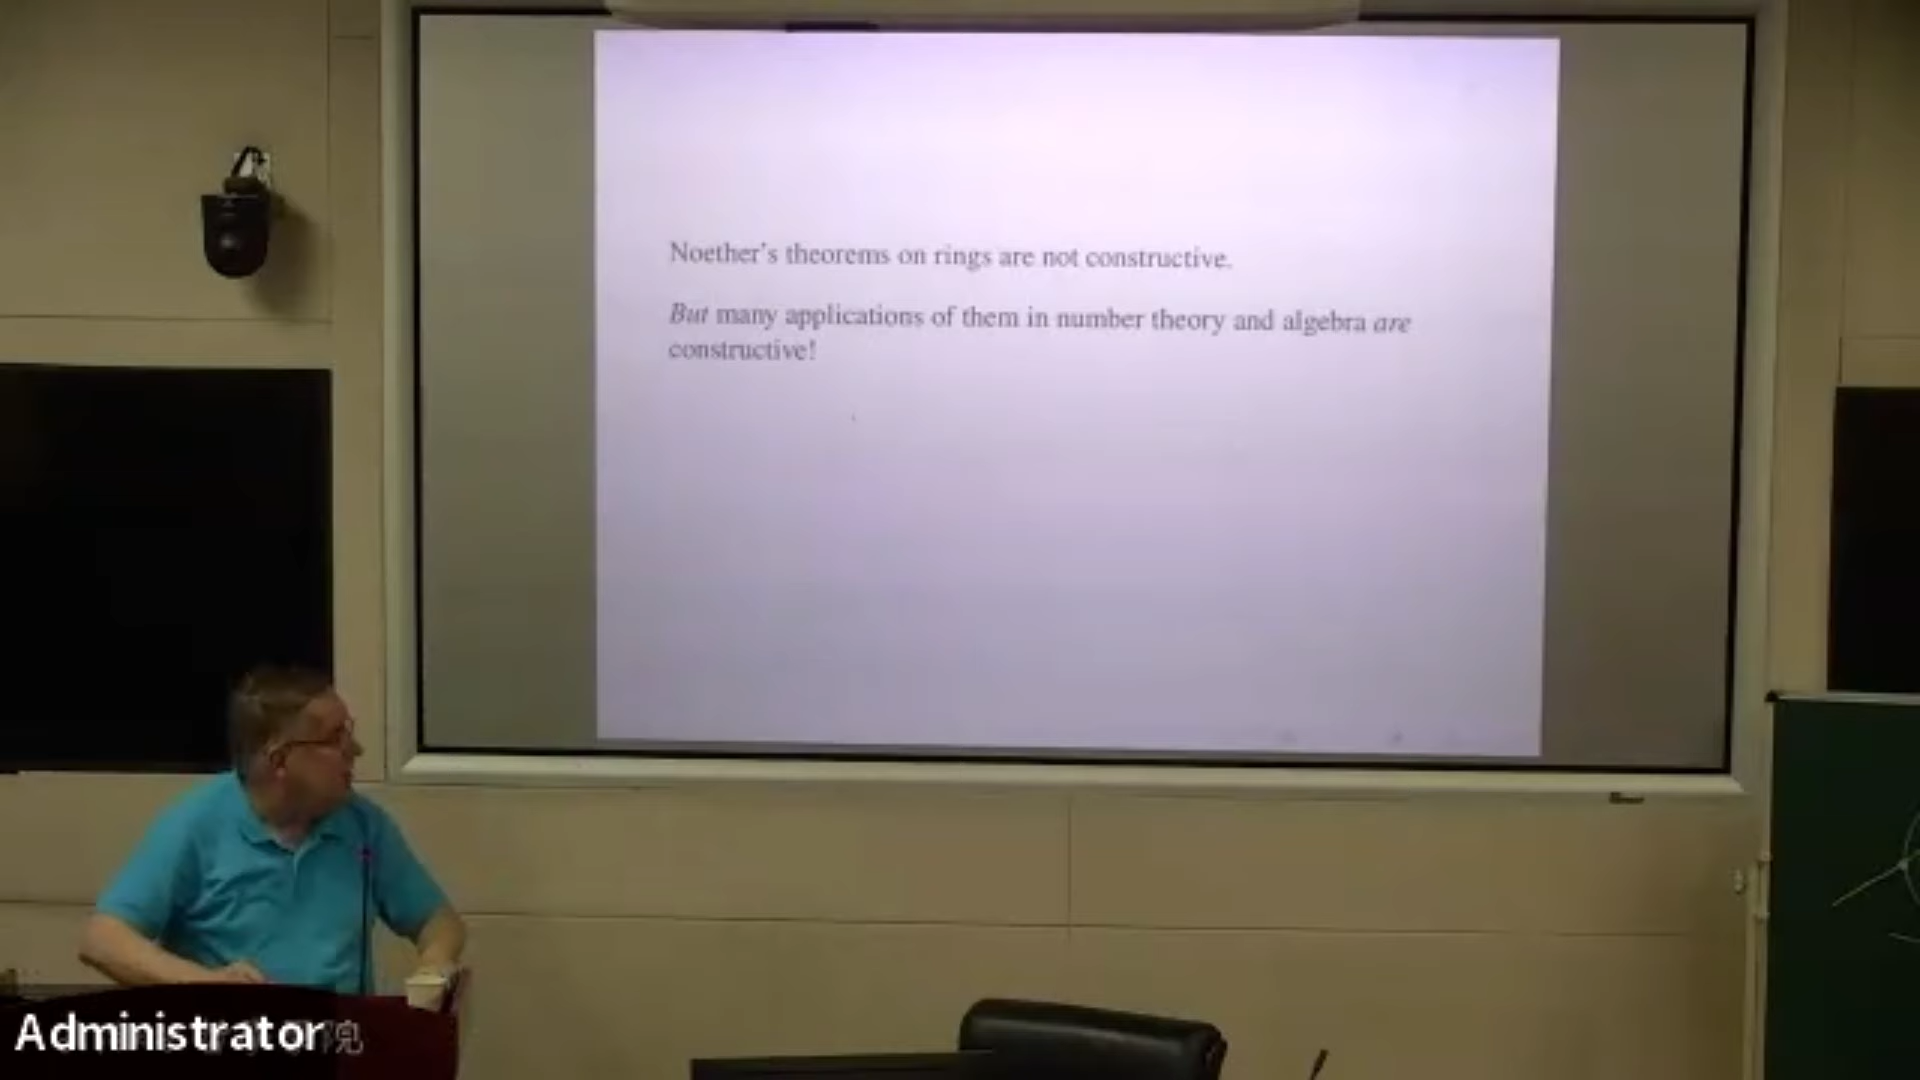 Noether's theorems on rings are not constructive.
But many applications of them in number theory and algebra are
constructive!
Administrator
院